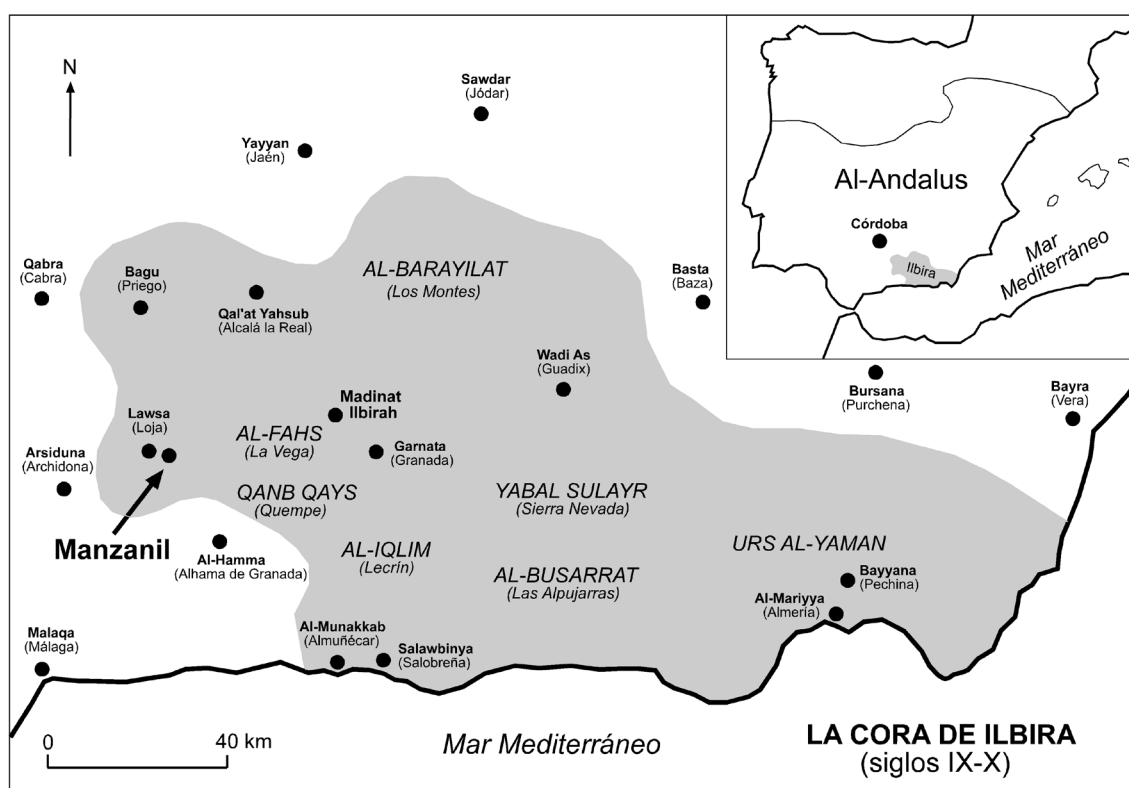 N
Sawdar
(Jódar)
Yayyan
(Jaén)
Qabra
(Cabra)
Bagu
(Priego)
Qal'at Yahsub
(Alcalá la Real)
AL-BARAYILAT
(Los Montes)
Basta
(Baza)
Al-Andalus
Córdoba
Ilbira
Mar
Mediterráneo
Wadi As
(Guadix)
Bursana
(Purchena)
Bayra
(Vera)
Madinat
Ilbirah
Lawsa
(Loja)
AL-FAHS
(La Vega)
Garnata
(Granada)
Arsiduna
(Archidona)
QANB QAYS
(Quempe)
YABAL SULAYR
(Sierra Nevada)
Manzanil
Al-Hamma
(Alhama de Granada)
AL-IQLIM
(Lecrín)
AL-BUSARRAT
(Las Alpujarras)
URS AL-YAMAN
Bayyana
(Pechina)
Al-Mariyya
(Almería)
Malaqa
(Málaga)
Al-Munakkab
(Almuñécar)
Salawbinya
(Salobreña)
0 40 km
Mar Mediterráneo
LA CORA DE ILBIRA
(siglos IX-X)